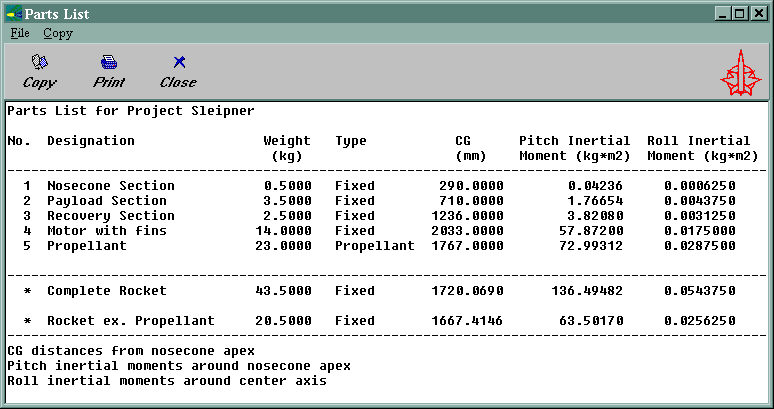 Parts List
File Copy
Copy Print Close
Parts List for Project Sleipner
No. Designation Weight Type CG Pitch Inertial Roll Inertial
(kg) (mm) Moment (kg*m2) Moment (kg*m2)
1 Nosecone Section 0.5000 Fixed 290.0000 0.04236 0.0006250
2 Payload Section 3.5000 Fixed 710.0000 1.76654 0.0043750
3 Recovery Section 2.5000 Fixed 1236.0000 3.82080 0.0031250
4 Motor with fins 14.0000 Fixed 2033.0000 57.87200 0.0175000
5 Propellant 23.0000 Propellant 1767.0000 72.99312 0.0287500
* Complete Rocket 43.5000 Fixed 1720.0690 136.49482 0.0543750
* Rocket ex. Propellant 20.5000 Fixed 1667.4146 63.50170 0.0256250
CG distances from nosecone apex
Pitch inertial moments around nosecone apex
Roll inertial moments around center axis